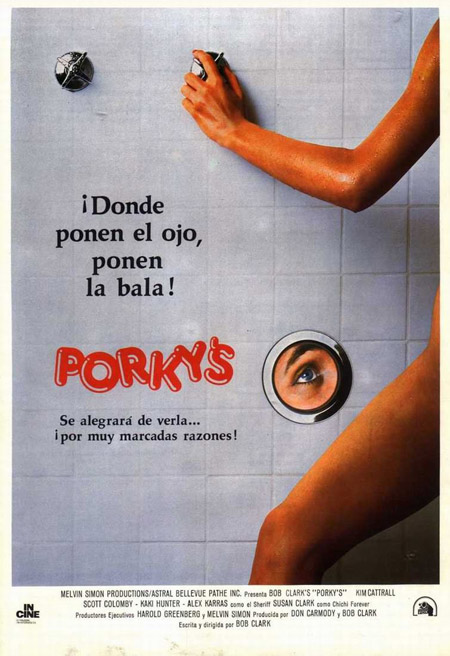 ¡Donde
ponen el ojo,
ponen
la bala!
PORKY'S
Se alegrará de verla...
¡por muy marcadas razones!
MELVIN SIMON PRODUCTIONS/ASTRAL BELLEVUE PATHE INC. Presenta BOB CLARK'S "PORKY'S" KIM CATTRALL
SCOTT COLOMBY - KAKI HUNTER - ALEX KARRAS como el Sheriff SUSAN CLARK como Chichi Forever
Productores Ejecutivos HAROLD GREENBERG y MELVIN SIMON Producida por DON CARMODY y BOB CLARK
Escrita y dirigida por BOB CLARK
IN
CINE